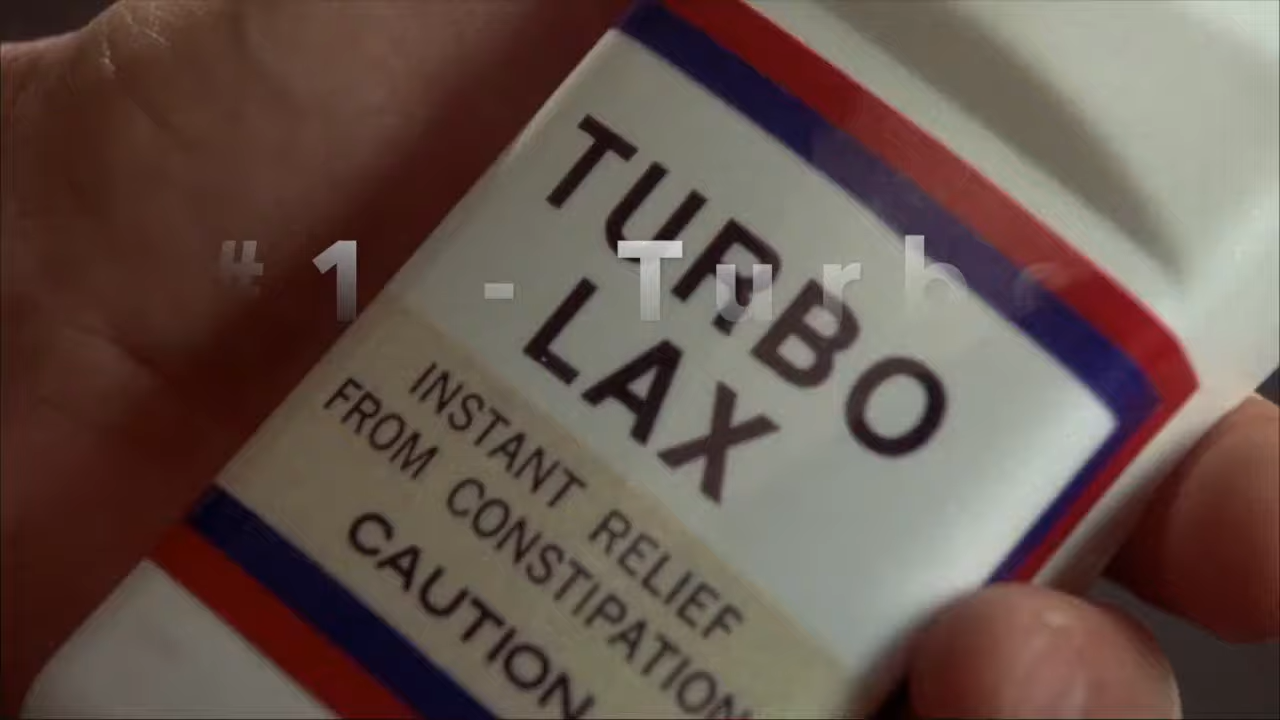 TURBO
LAX
INSTANT RELIEF
FROM CONSTIPATION
CAUTION
# 1 - Turbo